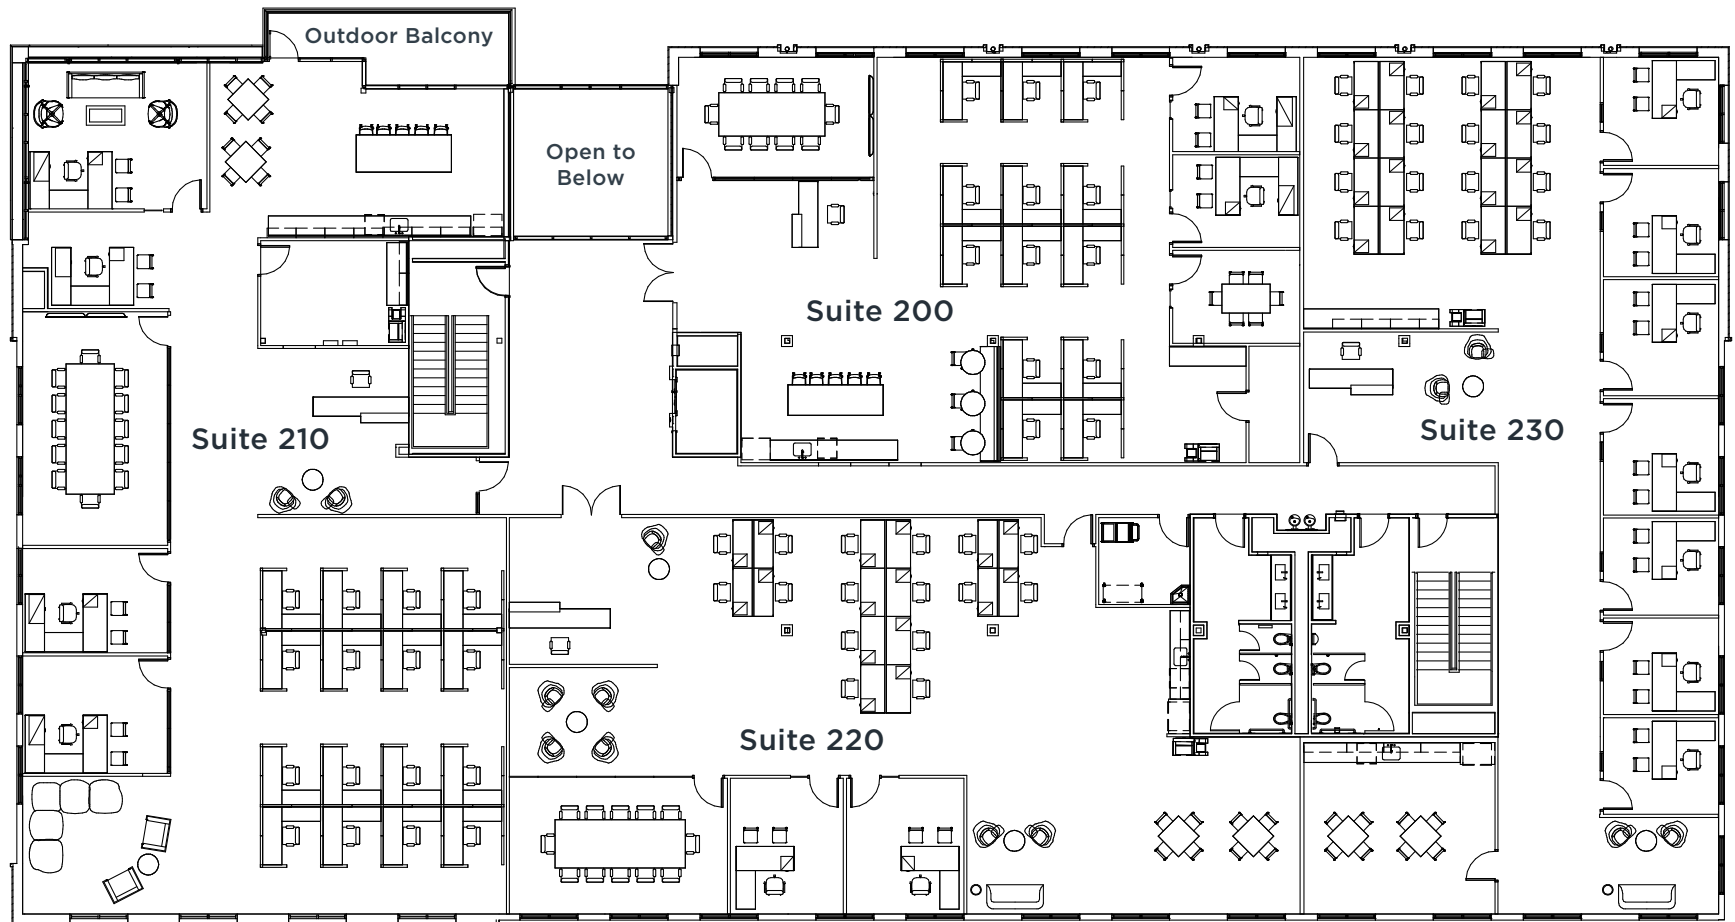 Outdoor Balcony
Open to
Below
Suite 200
Suite 210
Suite 230
Suite 220